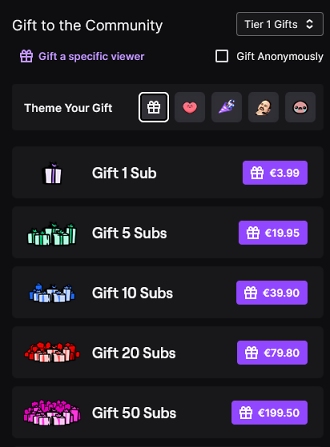 Gift to the Community
Tier 1 Gifts
Gift a specific viewer
Gift Anonymously
Theme Your Gift
Gift 1 Sub
€3.99
Gift 5 Subs
€19.95
Gift 10 Subs
€39.90
Gift 20 Subs
€79.80
Gift 50 Subs
€199.50